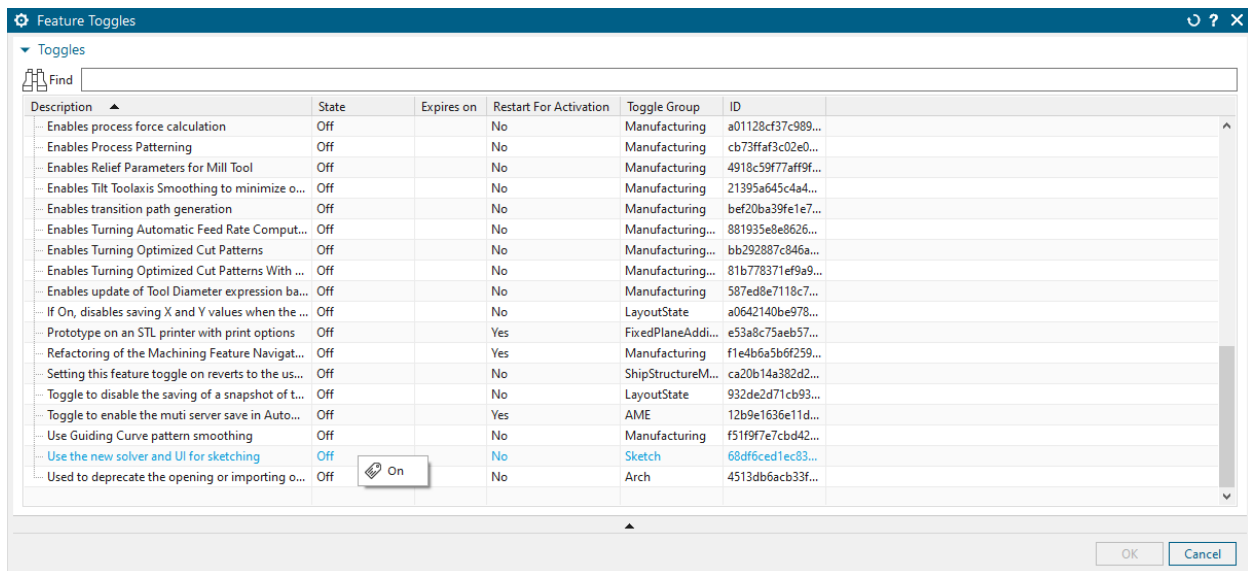 Feature Toggles
Toggles
Find
Description State Expires on Restart For Activation Toggle Group ID
Enables process force calculation Off No Manufacturing a01128cf37c989...
Enables Process Patterning Off No Manufacturing cb73ffaf3c02e0...
Enables Relief Parameters for Mill Tool Off No Manufacturing 4918c59f77aff9f...
Enables Tilt Toolaxis Smoothing to minimize o... Off No Manufacturing 21395a645c4a4...
Enables transition path generation Off No Manufacturing bef20ba39fe1e7...
Enables Turning Automatic Feed Rate Comput... Off No Manufacturing... 881935e8e8626...
Enables Turning Optimized Cut Patterns Off No Manufacturing... bb292887c846a...
Enables Turning Optimized Cut Patterns With ... Off No Manufacturing... 81b778371ef9a9...
Enables update of Tool Diameter expression ba... Off No Manufacturing 587ed8e7118c7...
If On, disables saving X and Y values when the ... Off No LayoutState a0642140be978...
Prototype on an STL printer with print options Off Yes FixedPlaneAddi... e53a8c75aeb57...
Refactoring of the Machining Feature Navigat... Off Yes Manufacturing f1e4b6a5b6f259...
Setting this feature toggle on reverts to the us... Off No ShipStructureM... ca20b14a382d2...
Toggle to disable the saving of a snapshot of t... Off No LayoutState 932de2d71cb93...
Toggle to enable the muti server save in Auto... Off Yes AME 12b9e1636e11d...
Use Guiding Curve pattern smoothing Off No Manufacturing f51f9f7e7cbd42...
Use the new solver and UI for sketching Off No Sketch 68df6ced1ec83...
Used to deprecate the opening or importing o... Off No Arch 4513db6acb33f...
On
OK Cancel